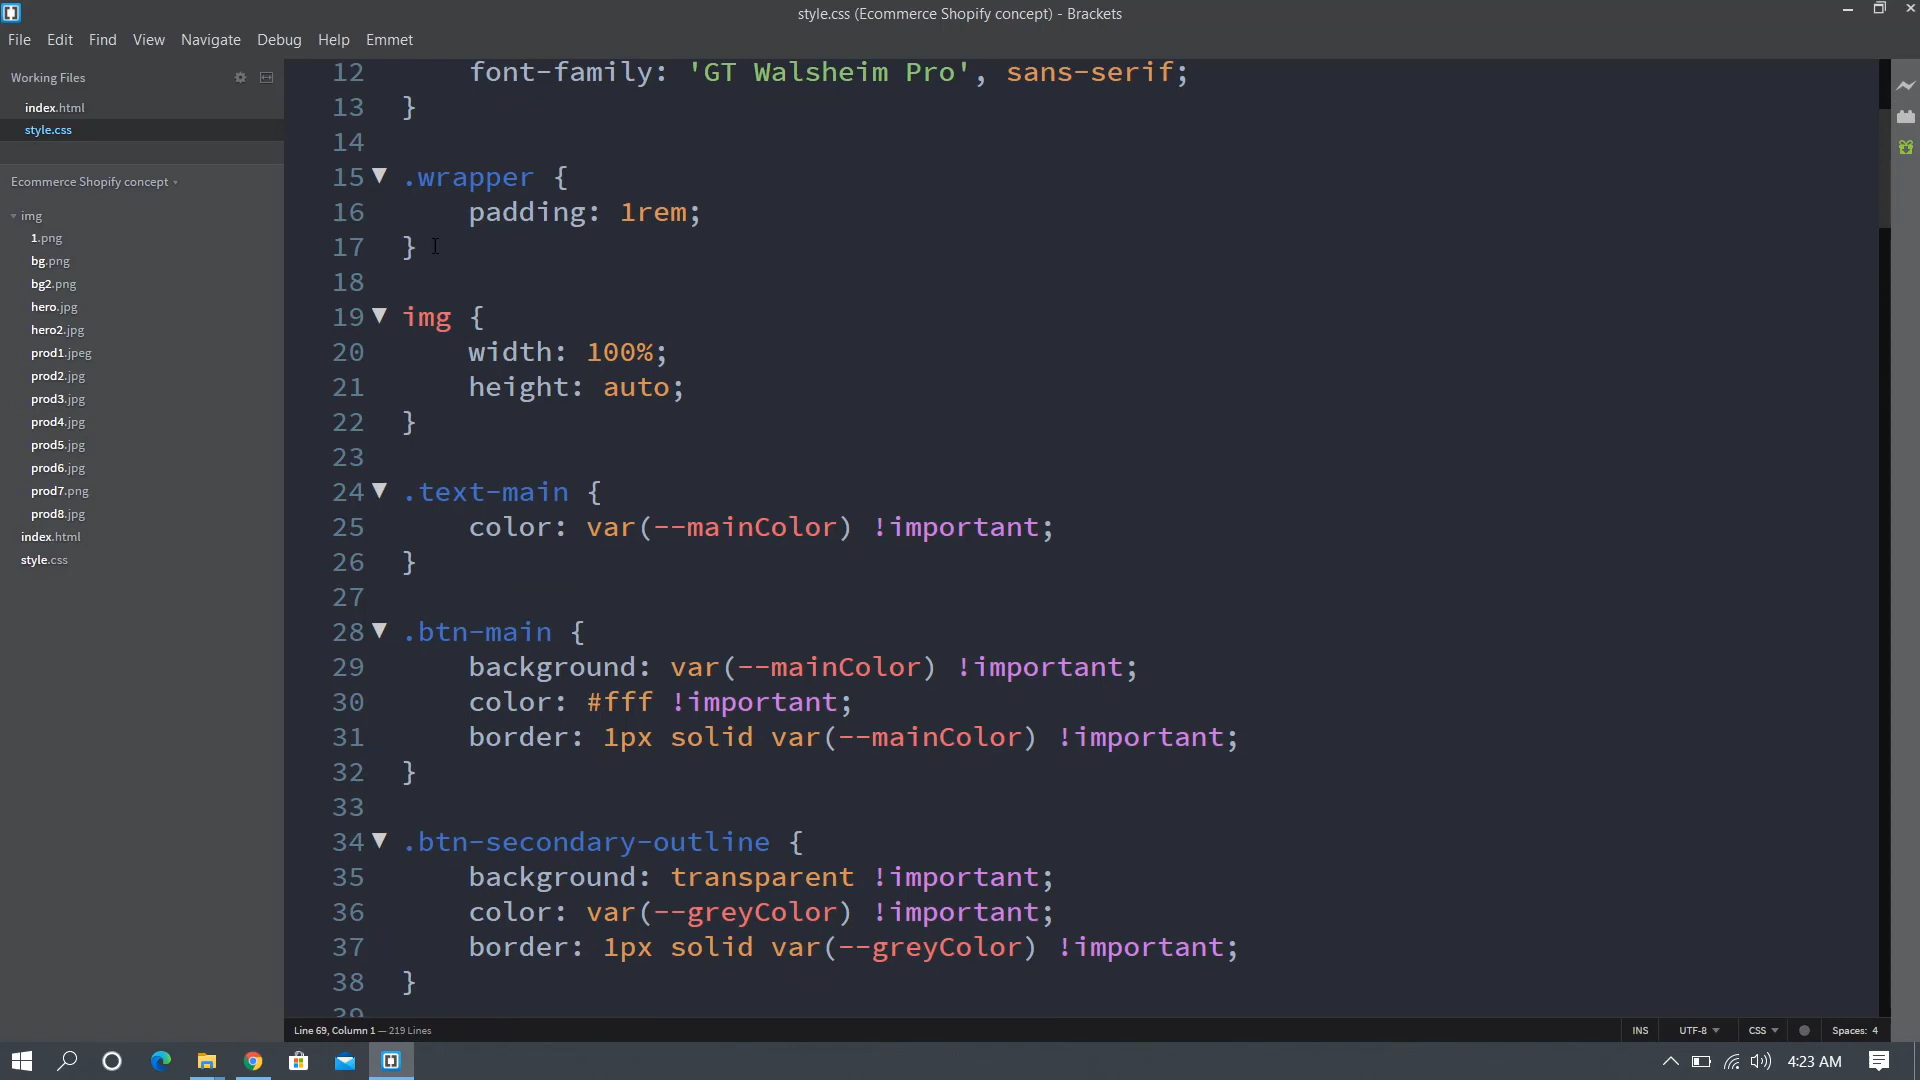 style.css (Ecommerce Shopify concept) - Brackets
File Edit Find View Navigate Debug Help Emmet
Working Files
index.html
style.css
Ecommerce Shopify concept
img
1.png
bg.png
bg2.png
hero.jpg
hero2.jpg
prod1.jpeg
prod2.jpg
prod3.jpg
prod4.jpg
prod5.jpg
prod6.jpg
prod7.png
prod8.jpg
index.html
style.css
12 font-family: 'GT Walsheim Pro', sans-serif;
13 }
14
15 .wrapper {
16 padding: 1rem;
17 }
18
19 img {
20 width: 100%;
21 height: auto;
22 }
23
24 .text-main {
25 color: var(--mainColor) !important;
26 }
27
28 .btn-main {
29 background: var(--mainColor) !important;
30 color: #fff !important;
31 border: 1px solid var(--mainColor) !important;
32 }
33
34 .btn-secondary-outline {
35 background: transparent !important;
36 color: var(--greyColor) !important;
37 border: 1px solid var(--greyColor) !important;
38 }
39
Line 69, Column 1 — 219 Lines
INS UTF-8 CSS Spaces: 4
4:23 AM